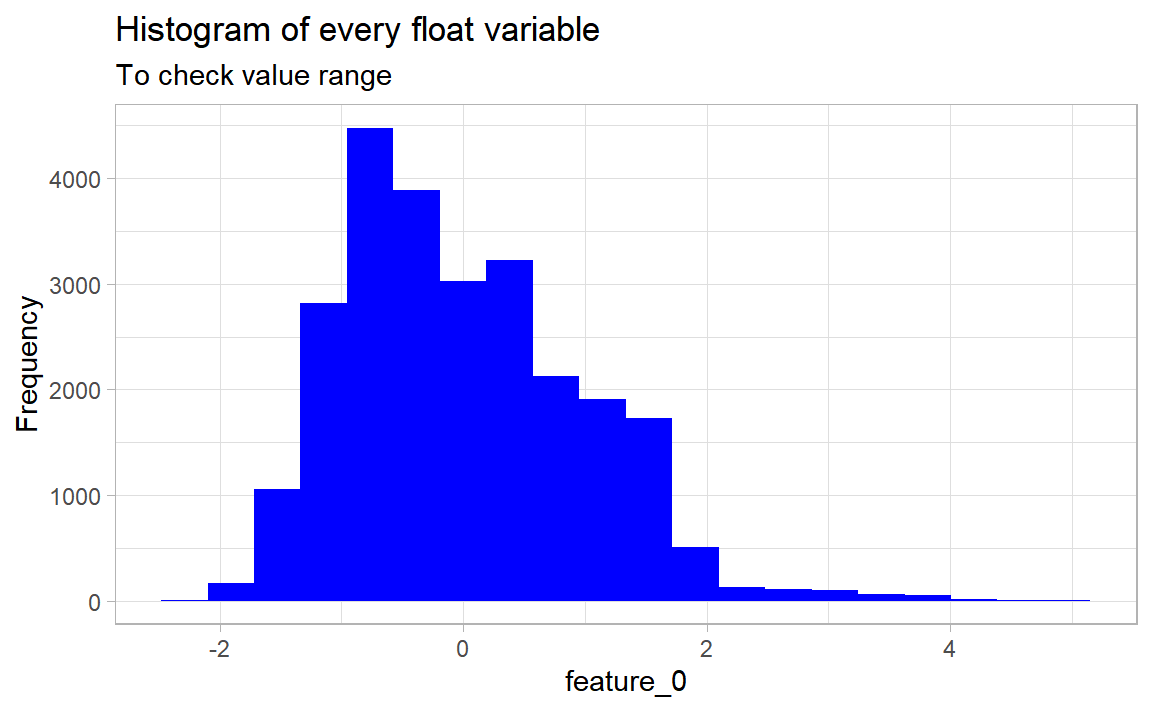 Histogram of every float variable
To check value range
Frequency
4000
3000
2000
1000
0
-2
0
2
4
feature_0